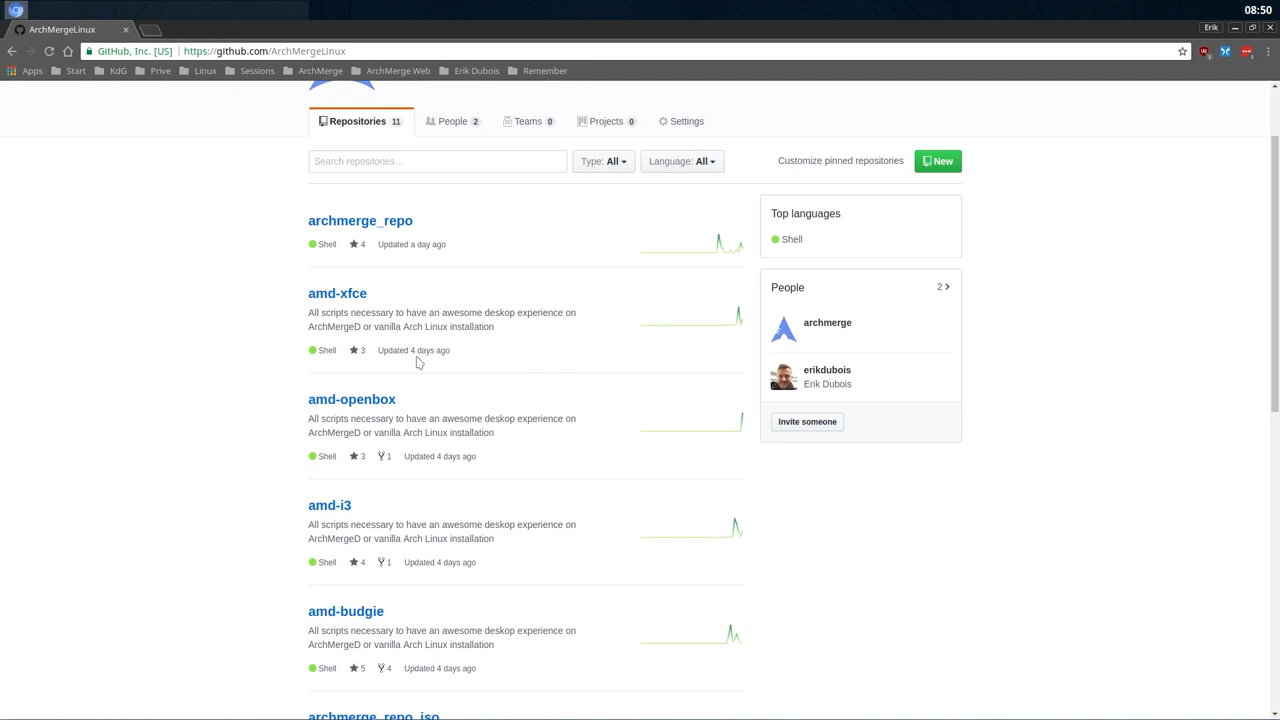 08:50
ArchMergeLinux
Erik
GitHub, Inc. [US] https://github.com/ArchMergeLinux
Apps Start KdG Prive Linux Sessions ArchMerge ArchMerge Web Erik Dubois Remember
Repositories 11 People 2 Teams 0 Projects 0 Settings
Search repositories… Type: All Language: All Customize pinned repositories New
archmerge_repo
Shell 4 Updated a day ago
amd-xfce
All scripts necessary to have an awesome deskop experience on
ArchMergeD or vanilla Arch Linux installation
Shell 3 Updated 4 days ago
amd-openbox
All scripts necessary to have an awesome deskop experience on
ArchMergeD or vanilla Arch Linux installation
Shell 3 1 Updated 4 days ago
amd-i3
All scripts necessary to have an awesome deskop experience on
ArchMergeD or vanilla Arch Linux installation
Shell 4 1 Updated 4 days ago
amd-budgie
All scripts necessary to have an awesome deskop experience on
ArchMergeD or vanilla Arch Linux installation
Shell 5 4 Updated 4 days ago
archmerge_repo_iso
Top languages
Shell
People 2
archmerge
erikdubois
Erik Dubois
Invite someone